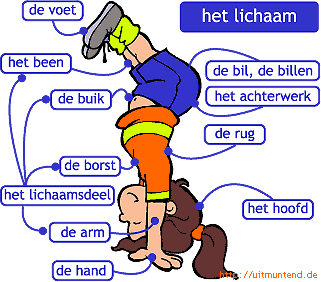 de voet
het lichaam
het been
de bil, de billen
de buik
het achterwerk
de rug
de borst
het lichaamsdeel
het hoofd
de arm
de hand
http://uitmuntend.de